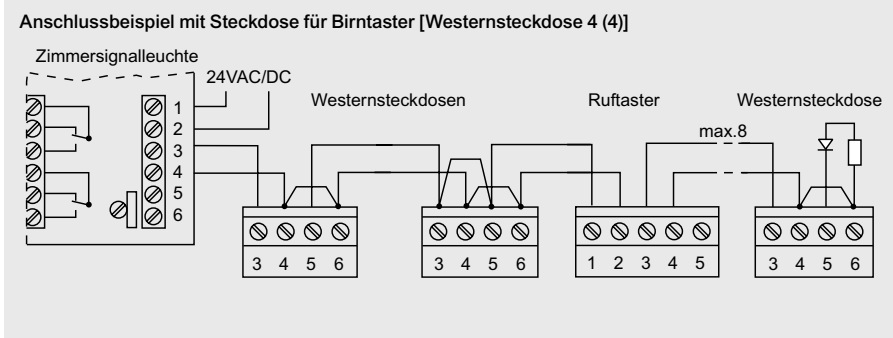 Anschlussbeispiel mit Steckdose für Birntaster [Westernsteckdose 4 (4)]
Zimmersignalleuchte
24VAC/DC
Westernsteckdosen
Ruftaster
Westernsteckdose
max.8
1
2
3
4
5
6
3 4 5 6
3 4 5 6
1 2 3 4 5
3 4 5 6